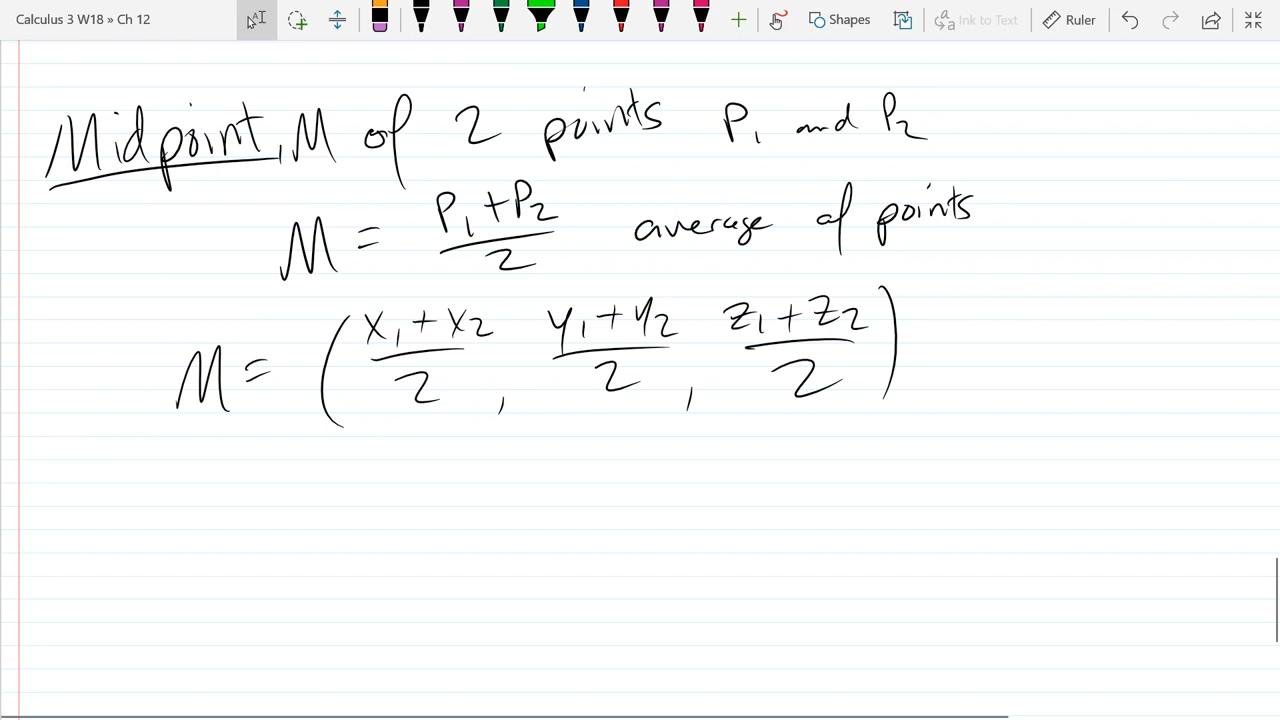 Calculus 3 W18 » Ch 12
Shapes
Ink to Text
Ruler
Midpoint, M of 2 points P₁ and P₂
M = (P₁+P₂)/2 average of points
M = ((x₁+x₂)/2, (y₁+y₂)/2, (z₁+z₂)/2)